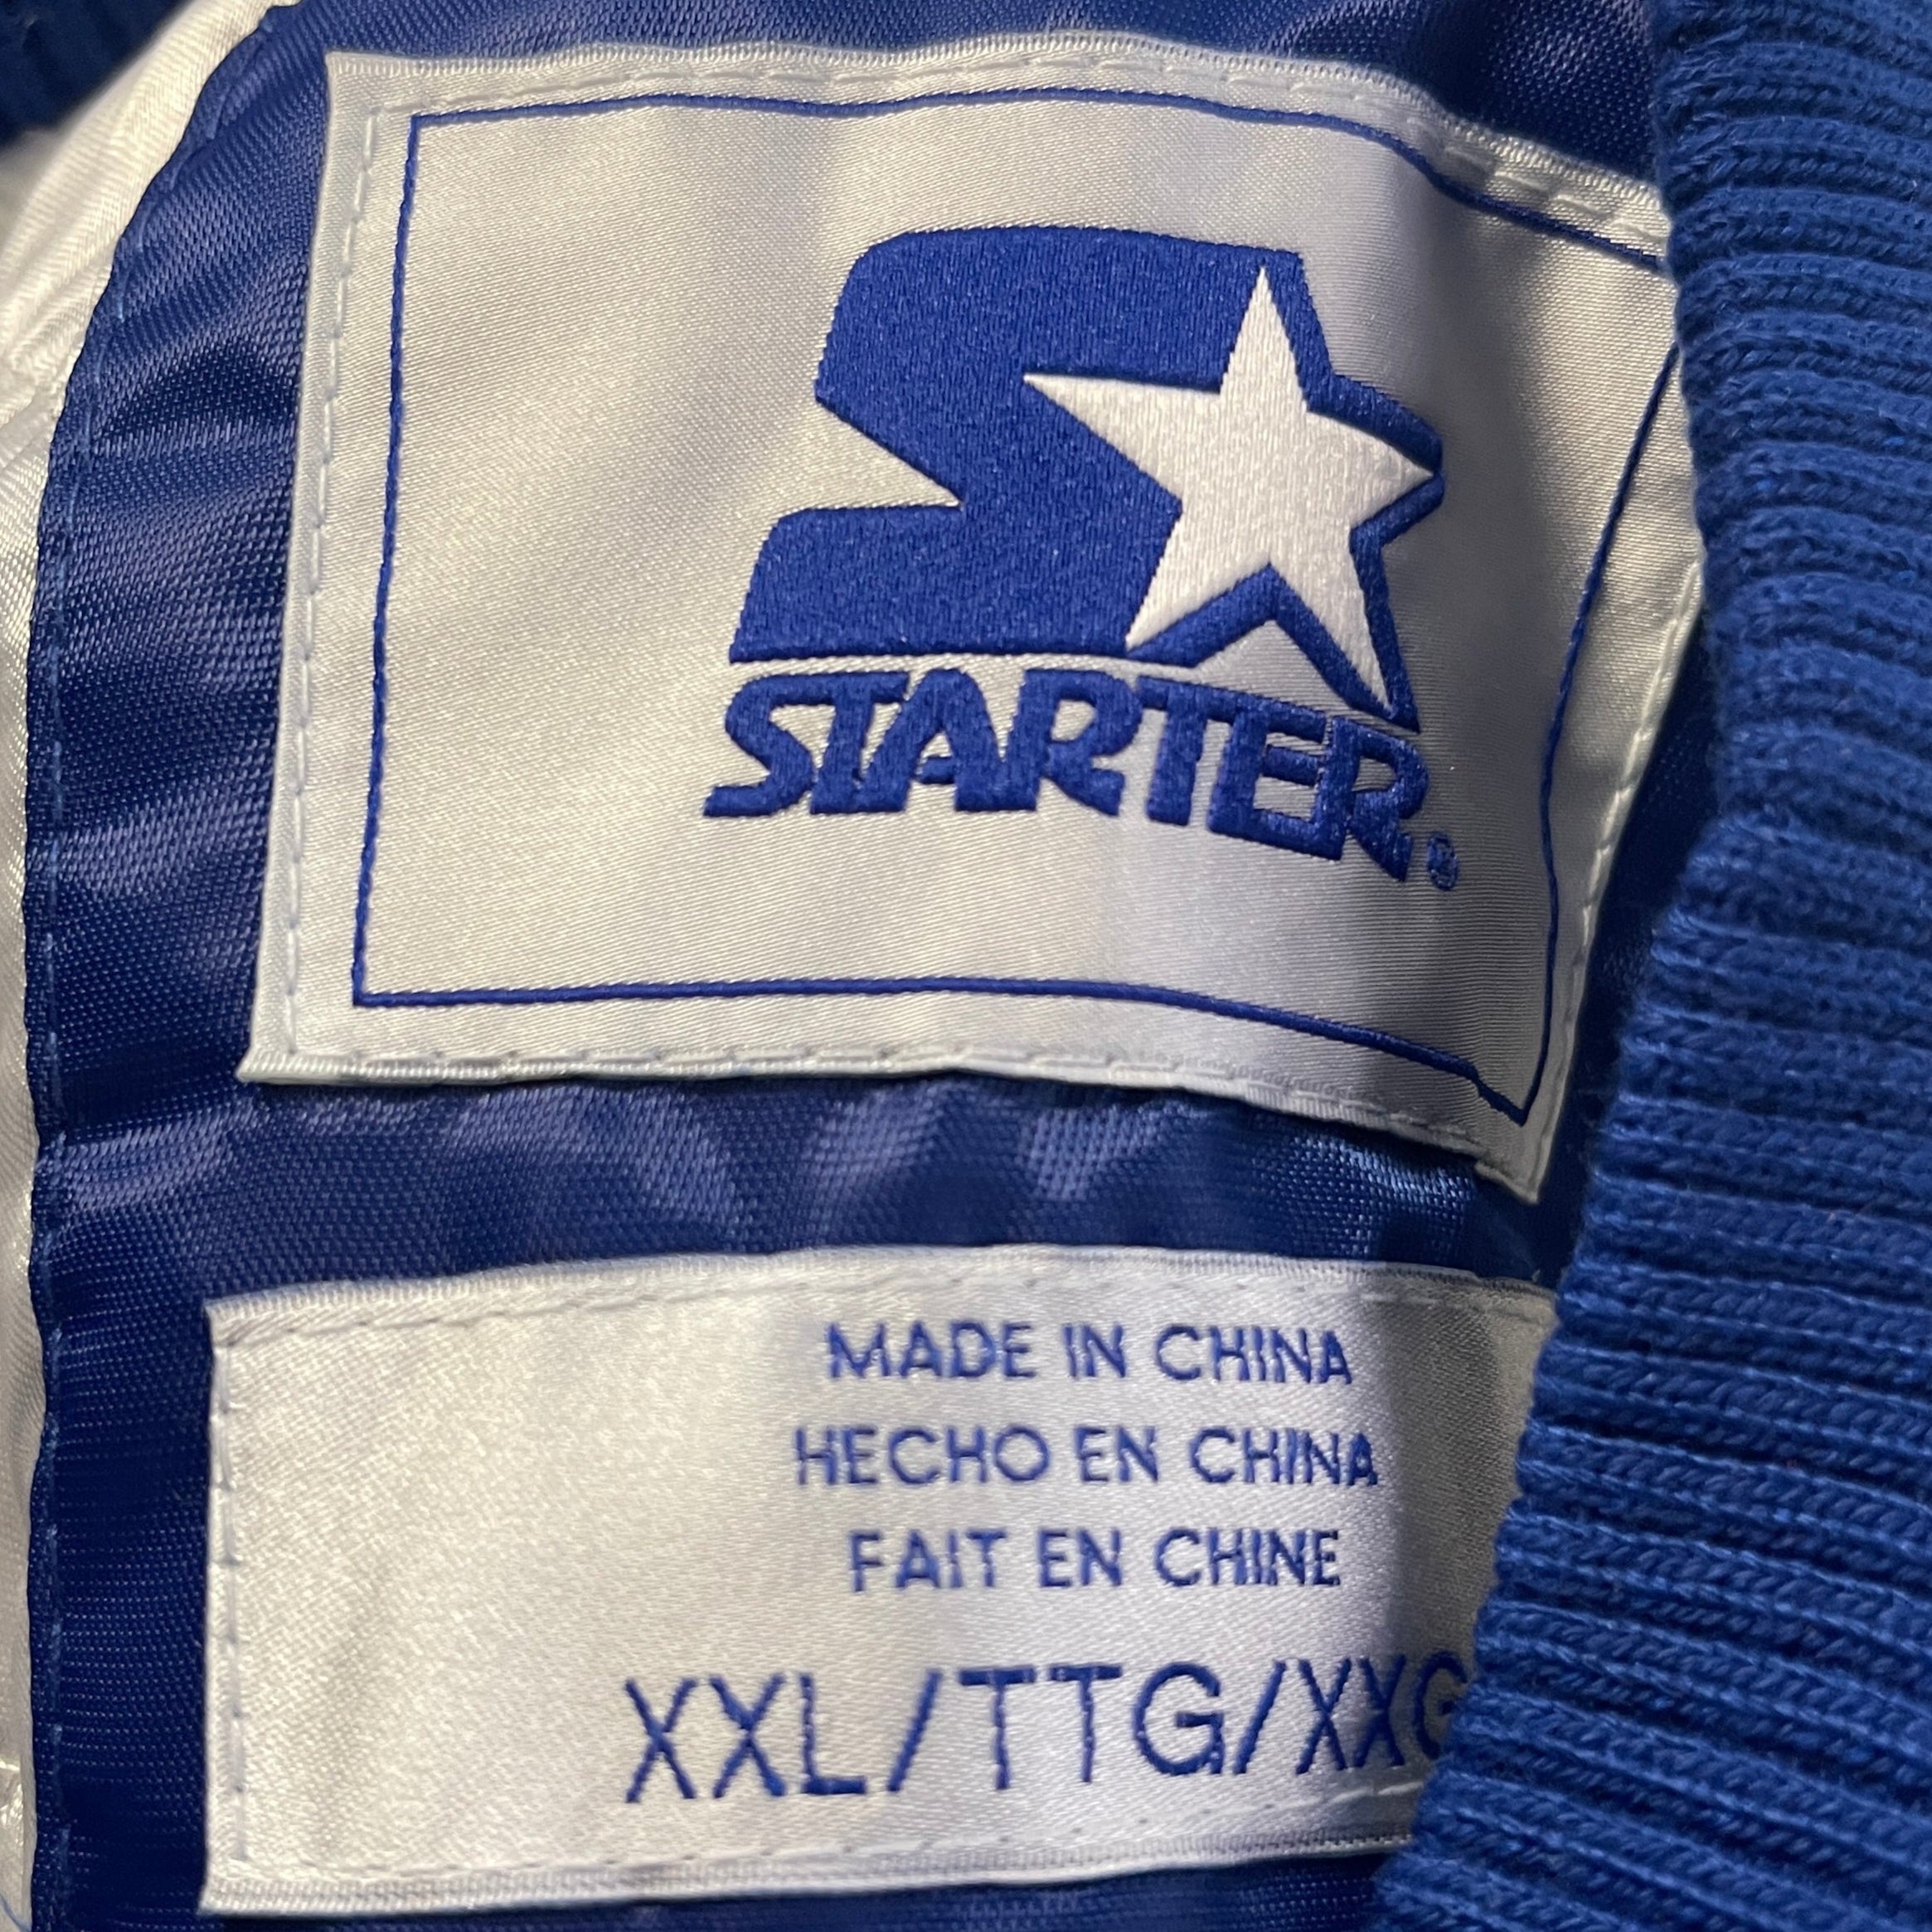 STARTER®
MADE IN CHINA
HECHO EN CHINA
FAIT EN CHINE
XXL/TTG/XXG